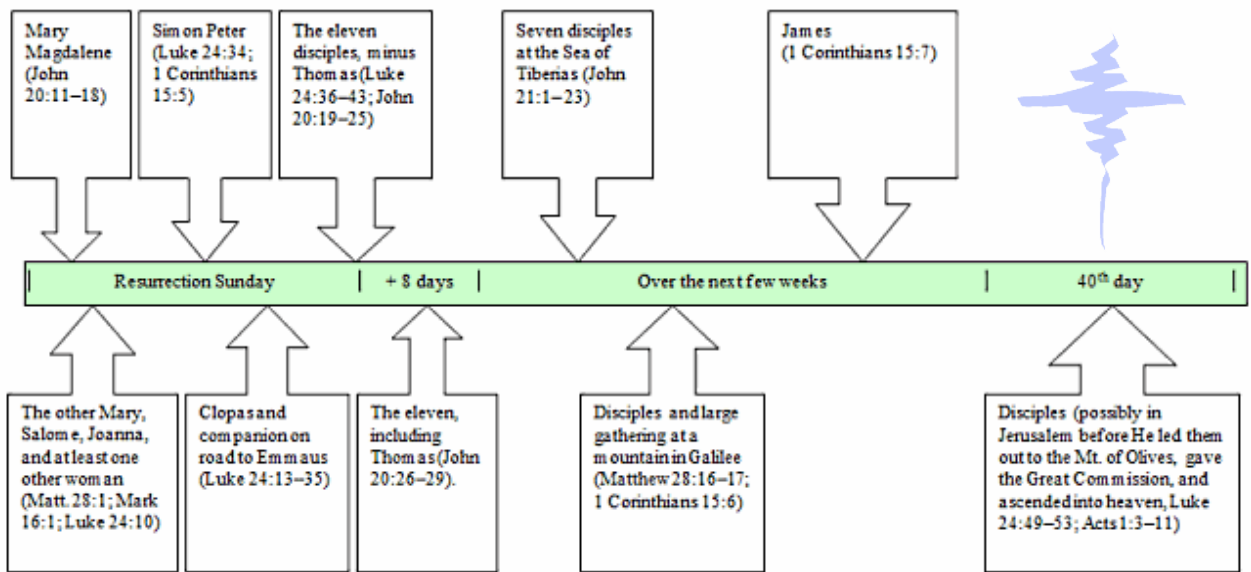 Mary
Magdalene
(John
20:11–18)
Simon Peter
(Luke 24:34;
1 Corinthians
15:5)
The eleven
disciples, minus
Thomas (Luke
24:36–43; John
20:19–25)
Seven disciples
at the Sea of
Tiberias (John
21:1–23)
James
(1 Corinthians 15:7)
Resurrection Sunday
+ 8 days
Over the next few weeks
40th day
The other Mary,
Salome, Joanna,
and at least one
other woman
(Matt. 28:1; Mark
16:1; Luke 24:10)
Clopas and
companion on
road to Emmaus
(Luke 24:13–35)
The eleven,
including
Thomas (John
20:26–29).
Disciples and large
gathering at a
mountain in Galilee
(Matthew 28:16–17;
1 Corinthians 15:6)
Disciples (possibly in
Jerusalem before He led them
out to the Mt. of Olives, gave
the Great Commission, and
ascended into heaven, Luke
24:49–53; Acts 1:3–11)